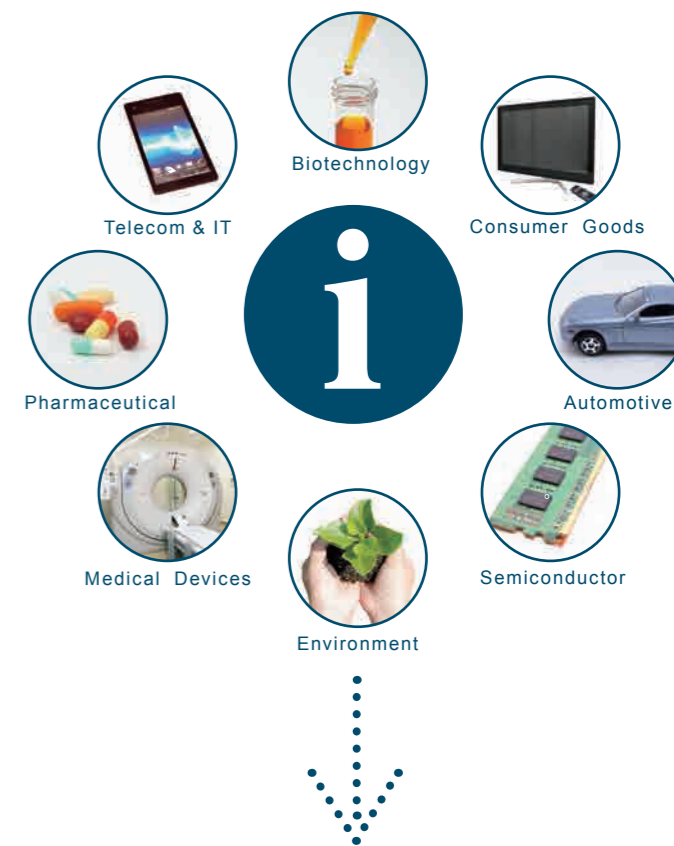 Biotechnology
Telecom & IT
Consumer Goods
i
Pharmaceutical
Automotive
Medical Devices
Semiconductor
Environment